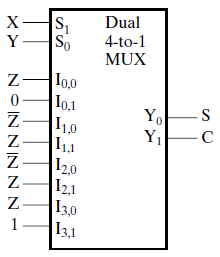 X S₁ Dual
Y S₀ 4-to-1
MUX
Z I₀,₀
0 I₀,₁
Z̅ I₁,₀ Y₀ S
Z I₁,₁ Y₁ C
Z̅ I₂,₀
Z I₂,₁
Z I₃,₀
1 I₃,₁